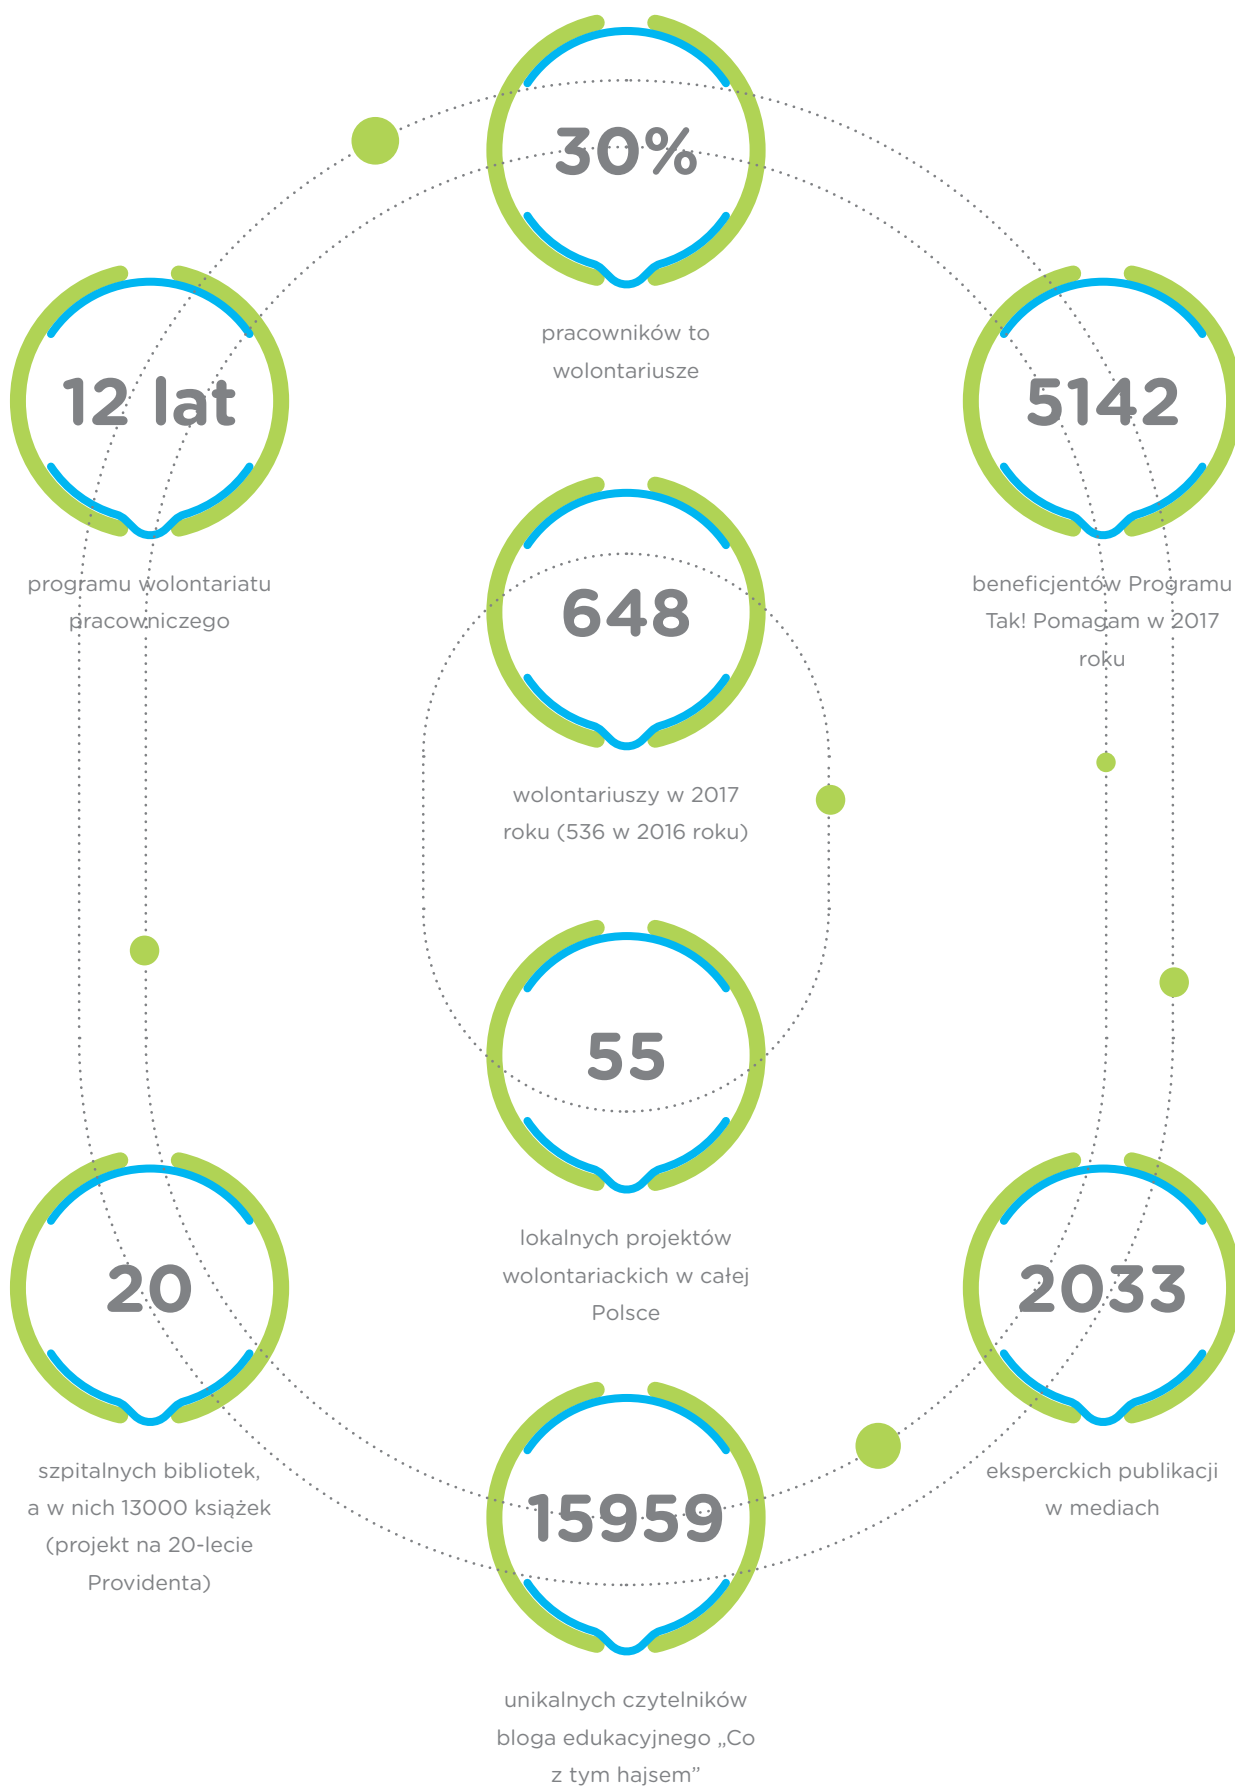 30%
pracowników to
wolontariusze
12 lat
programu wolontariatu
pracowniczego
5142
beneficjentów Programu
Tak! Pomagam w 2017
roku
648
wolontariuszy w 2017
roku (536 w 2016 roku)
55
lokalnych projektów
wolontariackich w całej
Polsce
20
szpitalnych bibliotek,
a w nich 13000 książek
(projekt na 20-lecie
Providenta)
2033
eksperckich publikacji
w mediach
15959
unikalnych czytelników
bloga edukacyjnego „Co
z tym hajsem”